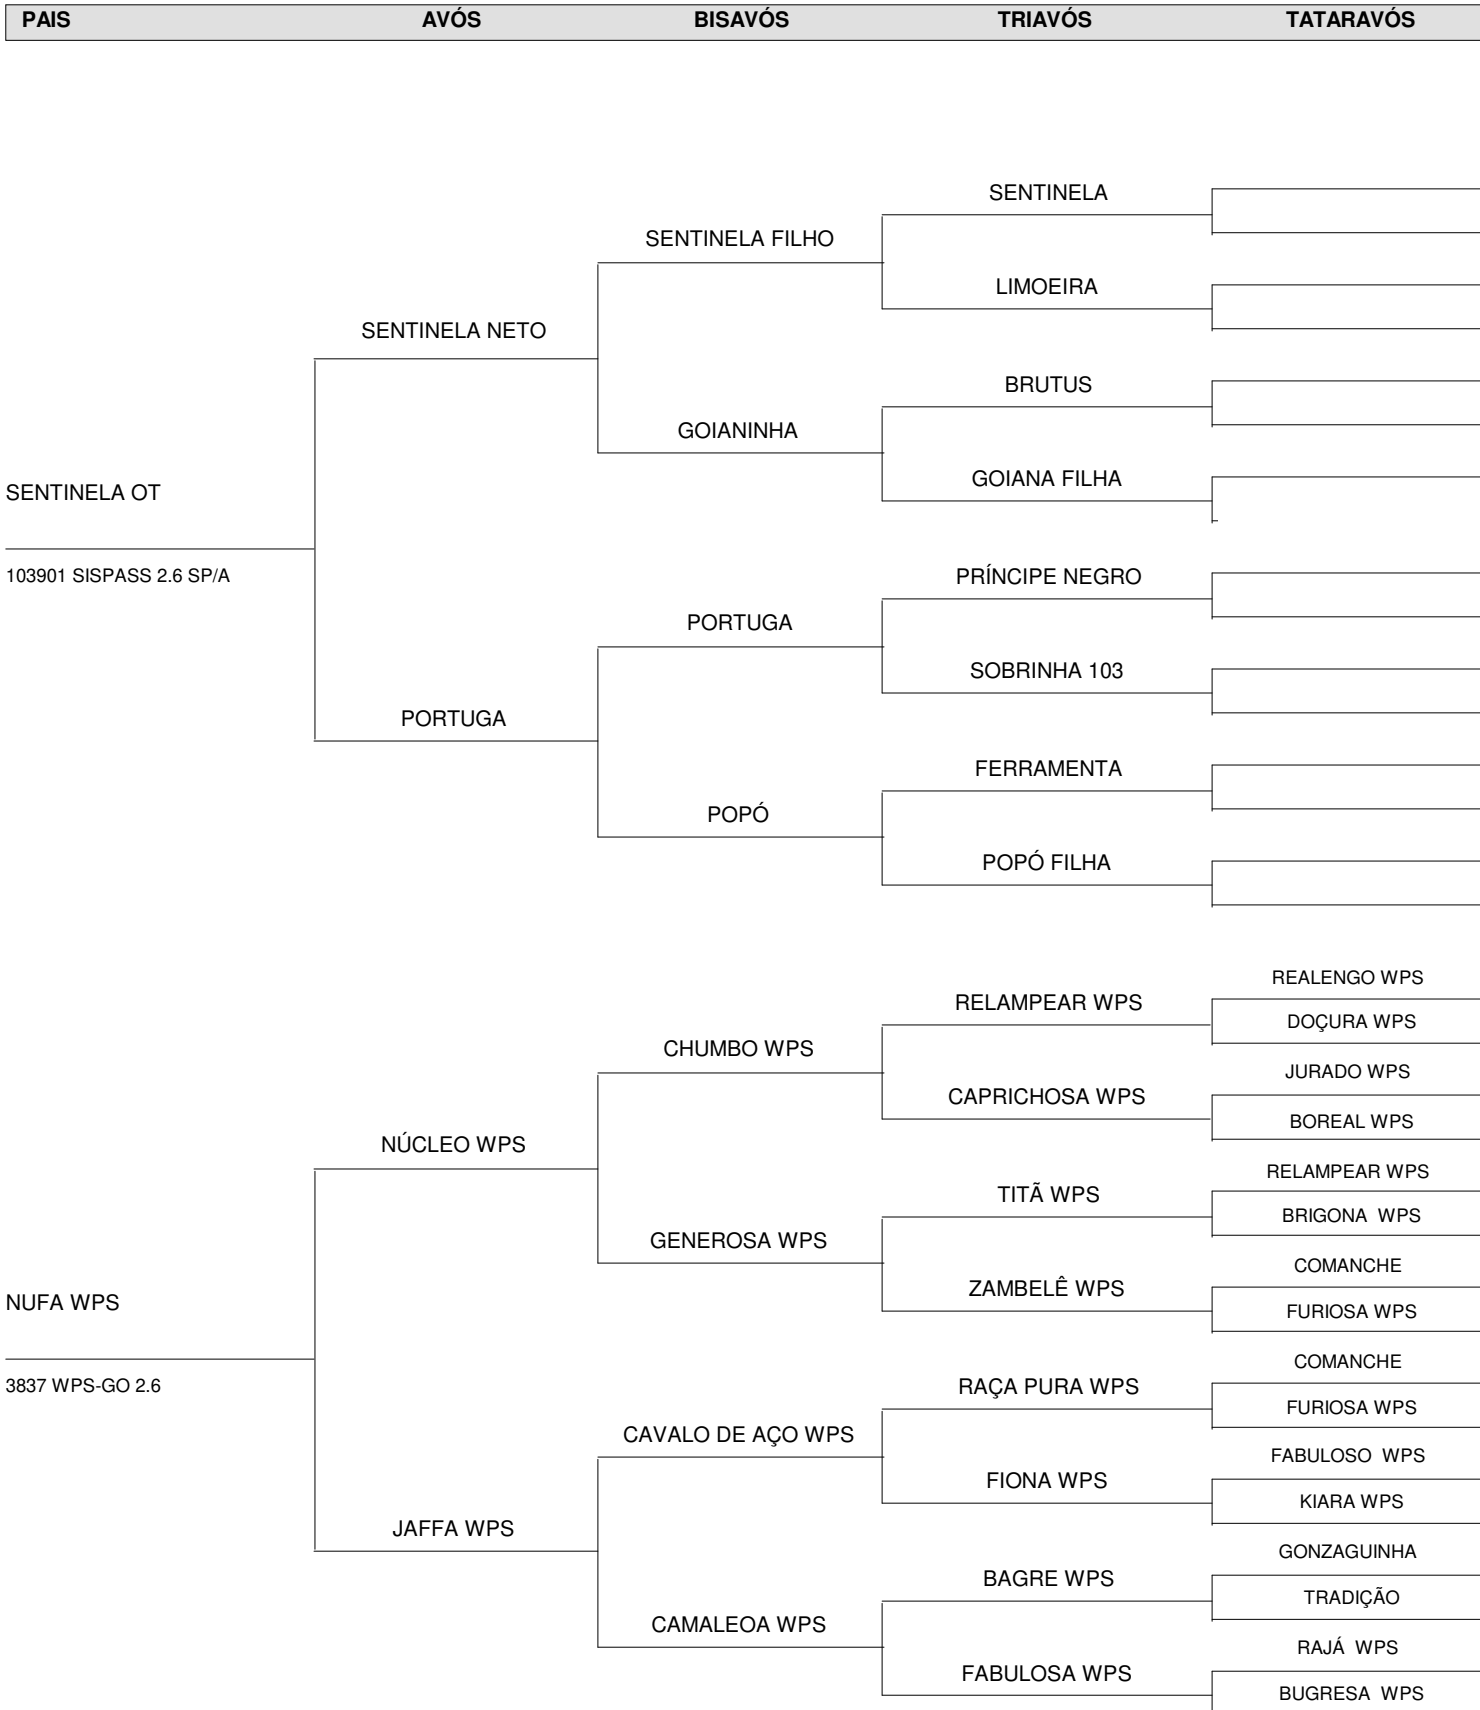 PAIS AVÓS BISAVÓS TRIAVÓS TATARAVÓS
SENTINELA
SENTINELA FILHO
LIMOEIRA
SENTINELA NETO
BRUTUS
GOIANINHA
GOIANA FILHA
SENTINELA OT
103901 SISPASS 2.6 SP/A
PRÍNCIPE NEGRO
PORTUGA
SOBRINHA 103
PORTUGA
FERRAMENTA
POPÓ
POPÓ FILHA
REALENGO WPS
RELAMPEAR WPS
DOÇURA WPS
CHUMBO WPS
JURADO WPS
CAPRICHOSA WPS
BOREAL WPS
NÚCLEO WPS
RELAMPEAR WPS
TITÃ WPS
BRIGONA WPS
GENEROSA WPS
COMANCHE
ZAMBELÊ WPS
NUFA WPS
FURIOSA WPS
COMANCHE
3837 WPS-GO 2.6
RAÇA PURA WPS
FURIOSA WPS
CAVALO DE AÇO WPS
FABULOSO WPS
FIONA WPS
KIARA WPS
JAFFA WPS
GONZAGUINHA
BAGRE WPS
TRADIÇÃO
CAMALEOA WPS
RAJÁ WPS
FABULOSA WPS
BUGRESA WPS